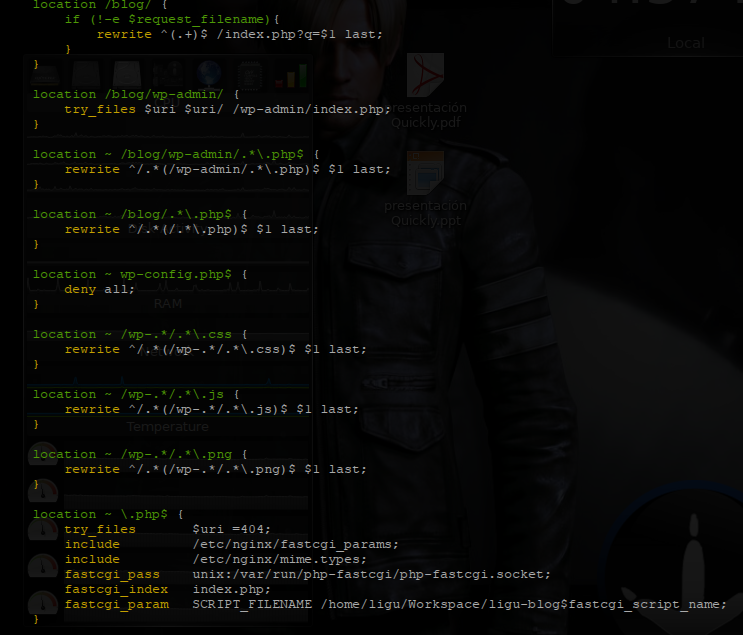 location /blog/ {
    if (!-e $request_filename){
        rewrite ^(.+)$ /index.php?q=$1 last;
    }
}
Local
location /blog/wp-admin/ {
    try_files $uri $uri/ /wp-admin/index.php;
}
presentación
Quickly.pdf
location ~ /blog/wp-admin/.*\.php$ {
    rewrite ^/.*(/wp-admin/.*\.php)$ $1 last;
}
presentación
Quickly.ppt
location ~ /blog/.*\.php$ {
    rewrite ^/.*(/.*\.php)$ $1 last;
}
location ~ wp-config.php$ {
    deny all;
}
RAM
location ~ /wp-.*/.*\.css {
    rewrite ^/.*(/wp-.*/.*\.css)$ $1 last;
}
location ~ /wp-.*/.*\.js {
    rewrite ^/.*(/wp-.*/.*\.js)$ $1 last;
}
Temperature
location ~ /wp-.*/.*\.png {
    rewrite ^/.*(/wp-.*/.*\.png)$ $1 last;
}
location ~ \.php$ {
    try_files       $uri =404;
    include         /etc/nginx/fastcgi_params;
    include         /etc/nginx/mime.types;
    fastcgi_pass    unix:/var/run/php-fastcgi/php-fastcgi.socket;
    fastcgi_index   index.php;
    fastcgi_param   SCRIPT_FILENAME /home/ligu/Workspace/ligu-blog$fastcgi_script_name;
}